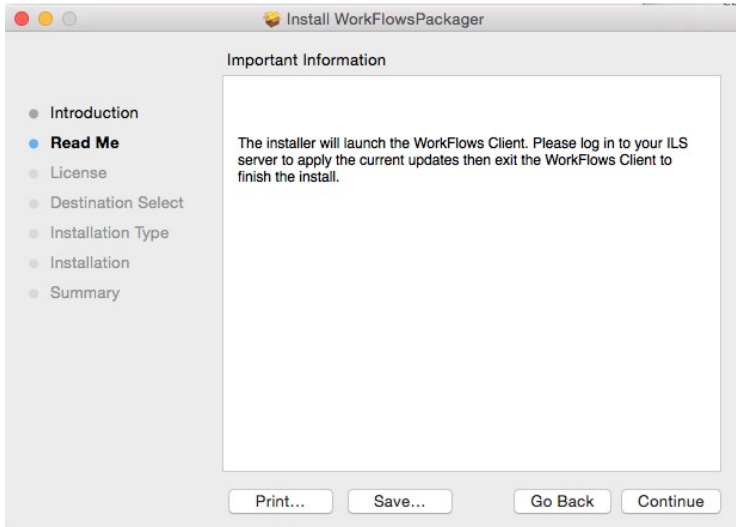 Install WorkFlowsPackager
Important Information
Introduction
Read Me
License
Destination Select
Installation Type
Installation
Summary
The installer will launch the WorkFlows Client. Please log in to your ILS
server to apply the current updates then exit the WorkFlows Client to
finish the install.
Print...
Save...
Go Back
Continue